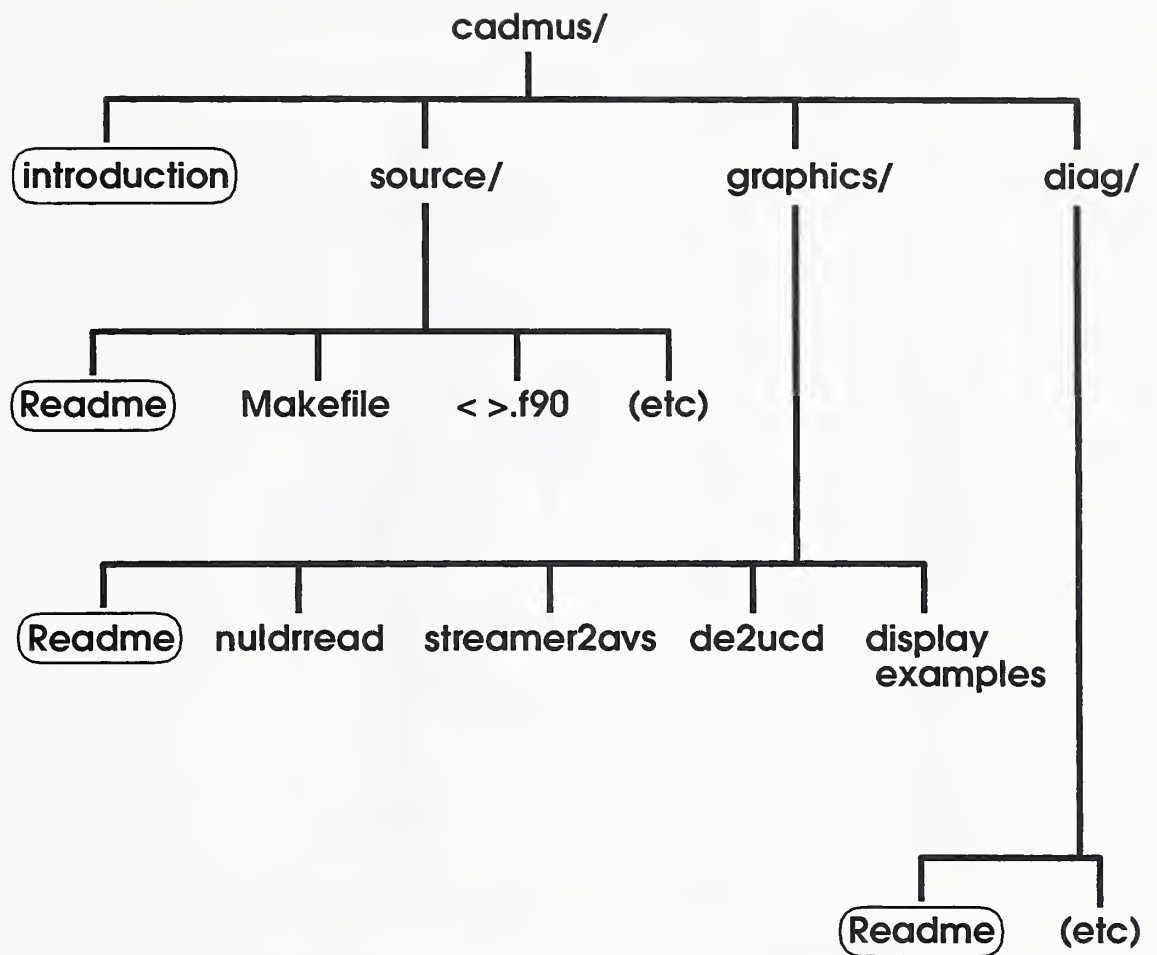 cadmus/
introduction source/ graphics/ diag/
Readme Makefile < >.f90 (etc)
Readme nuldrread streamer2avs de2ucd display
examples
Readme (etc)